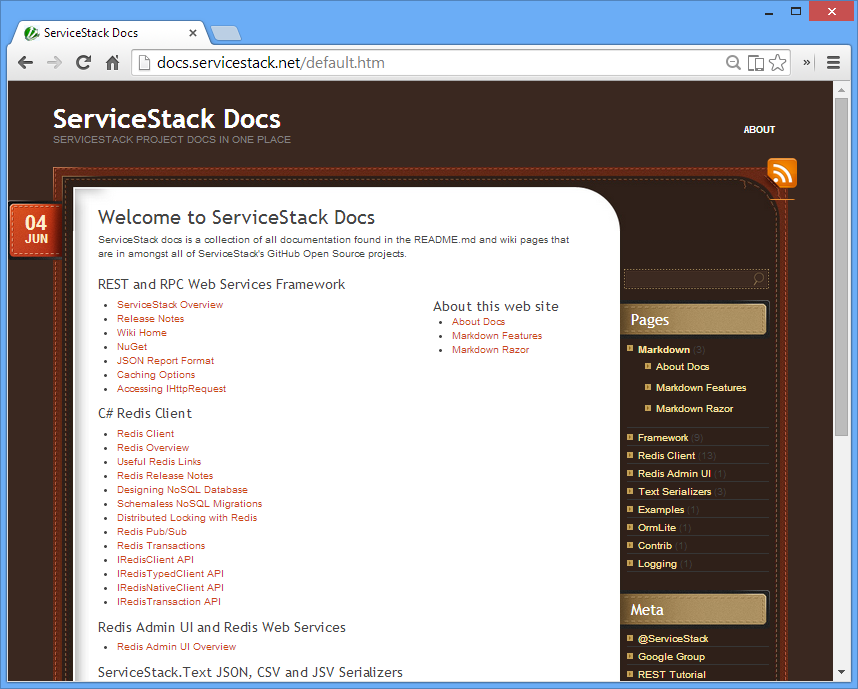 ServiceStack Docs
docs.servicestack.net/default.htm
ServiceStack Docs
SERVICESTACK PROJECT DOCS IN ONE PLACE
ABOUT
04
JUN
Welcome to ServiceStack Docs
ServiceStack docs is a collection of all documentation found in the README.md and wiki pages that
are in amongst all of ServiceStack's GitHub Open Source projects.
REST and RPC Web Services Framework
ServiceStack Overview
Release Notes
Wiki Home
NuGet
JSON Report Format
Caching Options
Accessing IHttpRequest
About this web site
About Docs
Markdown Features
Markdown Razor
C# Redis Client
Redis Client
Redis Overview
Useful Redis Links
Redis Release Notes
Designing NoSQL Database
Schemaless NoSQL Migrations
Distributed Locking with Redis
Redis Pub/Sub
Redis Transactions
IRedisClient API
IRedisTypedClient API
IRedisNativeClient API
IRedisTransaction API
Redis Admin UI and Redis Web Services
Redis Admin UI Overview
ServiceStack.Text JSON, CSV and JSV Serializers
Pages
Markdown (3)
About Docs
Markdown Features
Markdown Razor
Framework (9)
Redis Client (13)
Redis Admin UI (1)
Text Serializers (3)
Examples (1)
OrmLite (1)
Contrib (1)
Logging (1)
Meta
@ServiceStack
Google Group
REST Tutorial